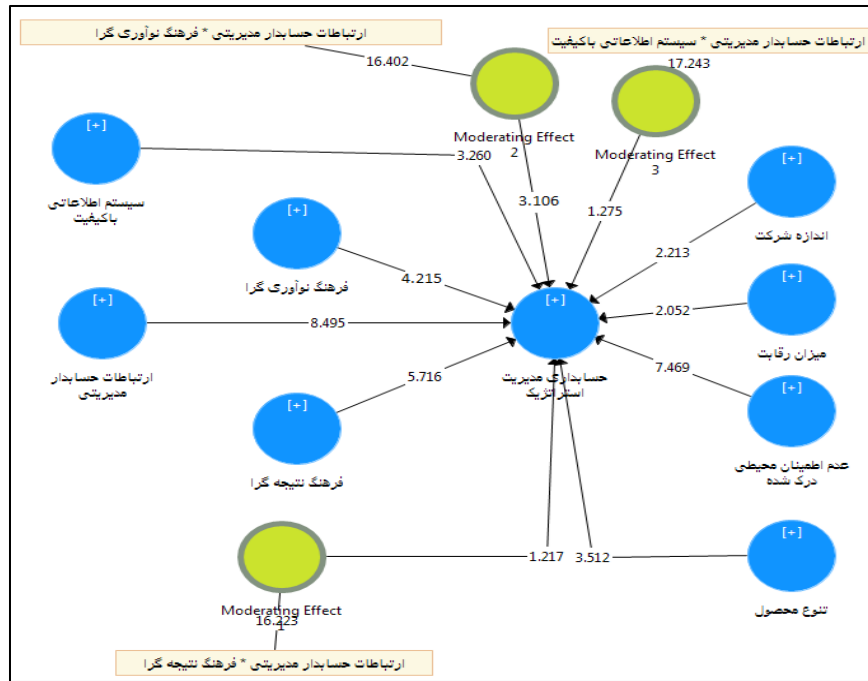 ارتباطات حسابدار مدیریتی * فرهنگ نوآوری گرا
ارتباطات حسابدار مدیریتی * سیستم اطلاعاتی باکیفیت
16.402
17.243
[+]
Moderating Effect
2
3.260
Moderating Effect
3
[+]
سیستم اطلاعاتی
باکیفیت
3.106
1.275
اندازه شرکت
[+]
2.213
فرهنگ نوآوری گرا
4.215
[+]
[+]
[+]
8.495
2.052
میزان رقابت
ارتباطات حسابدار
مدیریتی
حسابداری مدیریت
استراتژیک
7.469
5.716
[+]
[+]
فرهنگ نتیجه گرا
عدم اطمینان محیطی
درک شده
[+]
1.217
3.512
Moderating Effect
1
16.223
تنوع محصول
ارتباطات حسابدار مدیریتی * فرهنگ نتیجه گرا